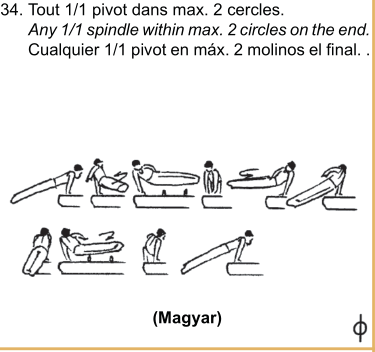 34. Tout 1/1 pivot dans max. 2 cercles.
Any 1/1 spindle within max. 2 circles on the end.
Cualquier 1/1 pivot en máx. 2 molinos el final. .
(Magyar)
ϕ